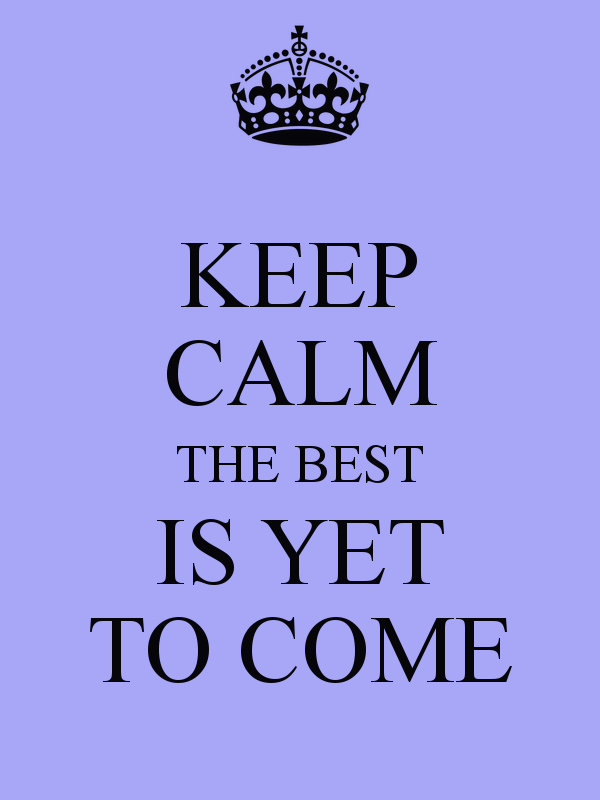 KEEP
CALM
THE BEST
IS YET
TO COME